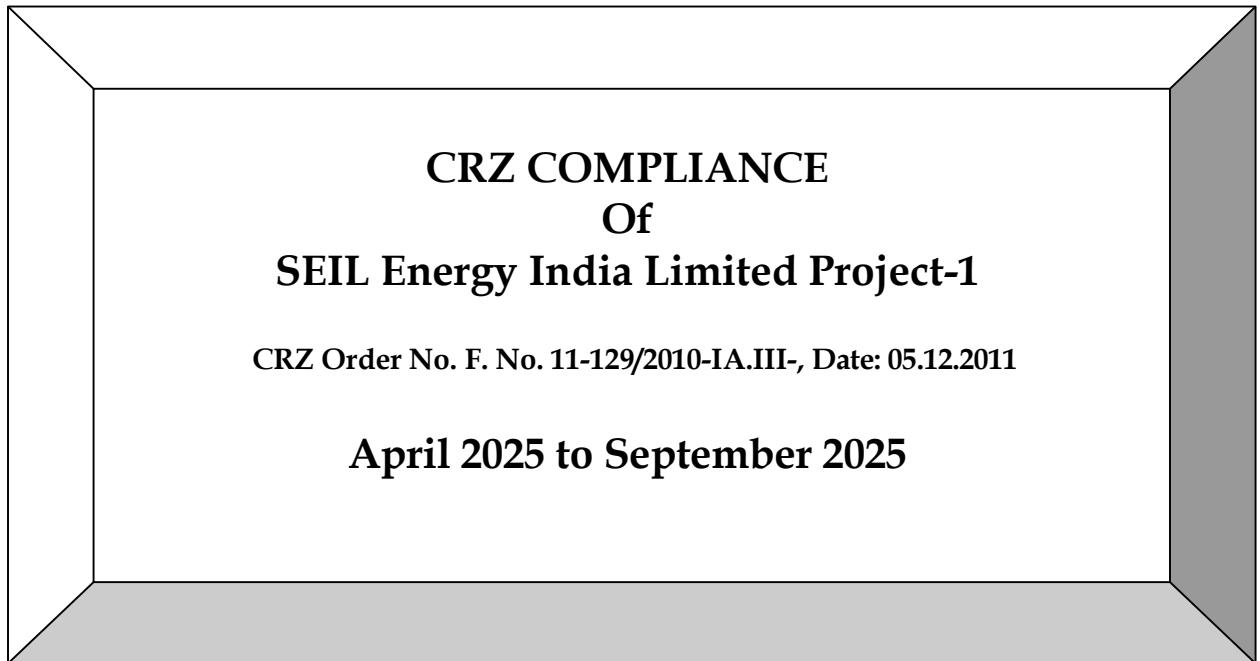 CRZ COMPLIANCE
Of
SEIL Energy India Limited Project-1
CRZ Order No. F. No. 11-129/2010-IA.III-, Date: 05.12.2011
April 2025 to September 2025